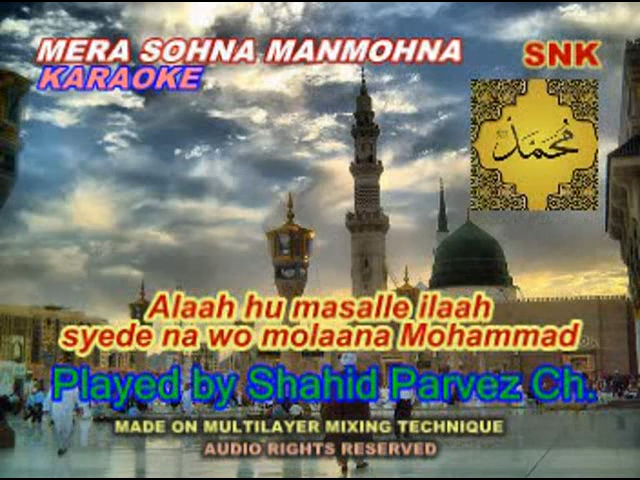 MERA SOHNA MANMOHNA
KARAOKE
SNK
محمد
Alaah hu masalle ilaah
syede na wo molaana Mohammad
Played by Shahid Parvez Ch.
MADE ON MULTILAYER MIXING TECHNIQUE
AUDIO RIGHTS RESERVED